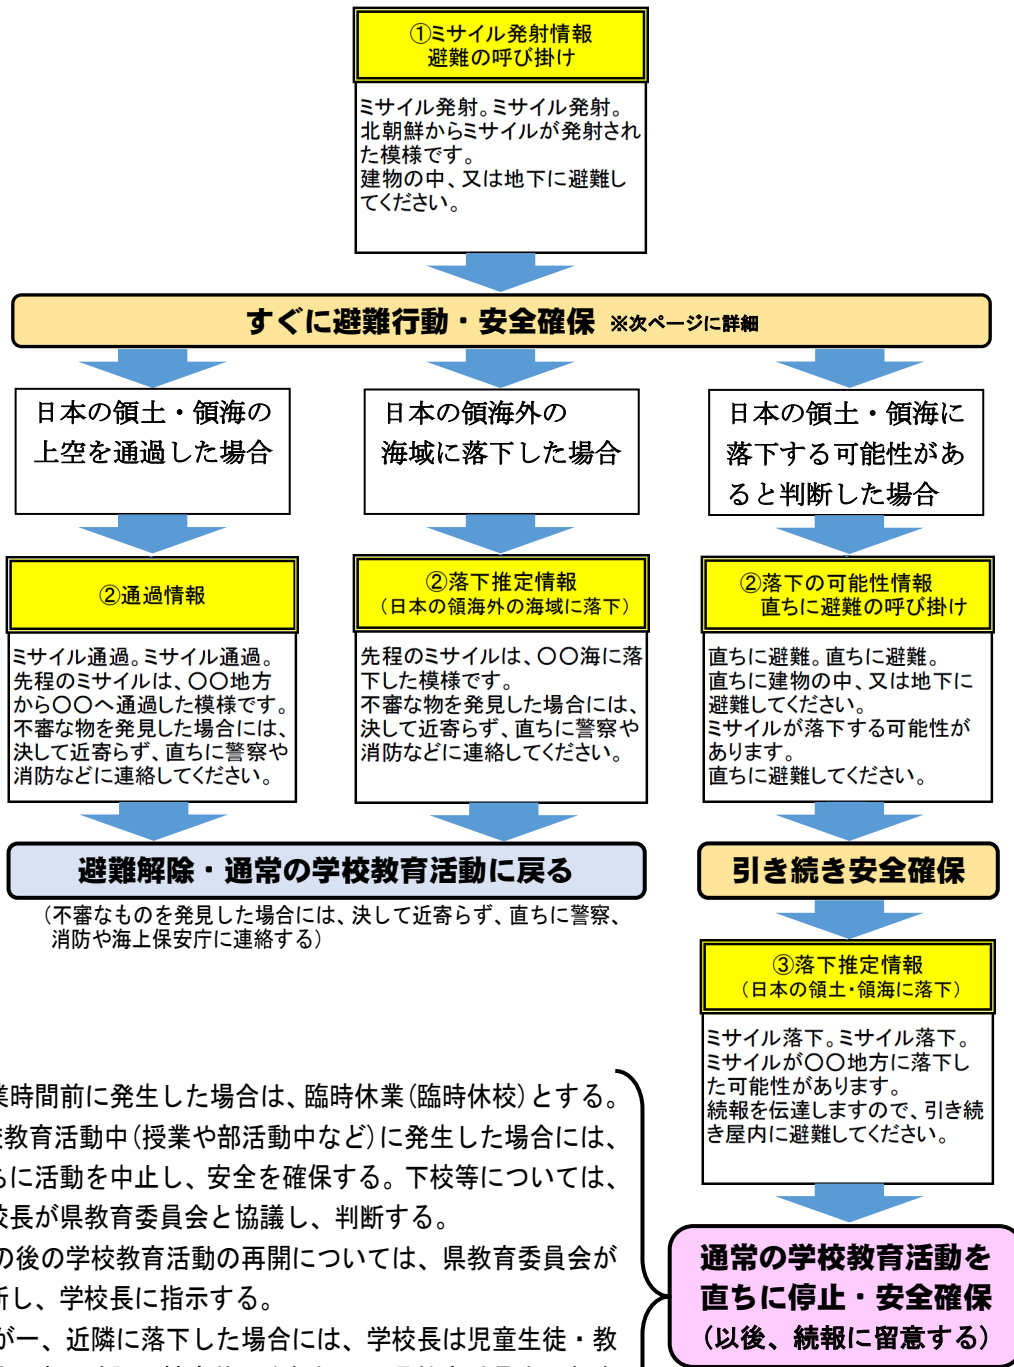 ①ミサイル発射情報
避難の呼び掛け
ミサイル発射。ミサイル発射。
北朝鮮からミサイルが発射され
た模様です。
建物の中、又は地下に避難し
てください。
すぐに避難行動・安全確保 ※次ページに詳細
日本の領土・領海の
上空を通過した場合
日本の領海外の
海域に落下した場合
日本の領土・領海に
落下する可能性があ
ると判断した場合
②通過情報
ミサイル通過。ミサイル通過。
先程のミサイルは、〇〇地方
から〇〇へ通過した模様です。
不審な物を発見した場合には、
決して近寄らず、直ちに警察や
消防などに連絡してください。
②落下推定情報
（日本の領海外の海域に落下）
先程のミサイルは、〇〇海に落
下した模様です。
不審な物を発見した場合には、
決して近寄らず、直ちに警察や
消防などに連絡してください。
②落下の可能性情報
直ちに避難の呼び掛け
直ちに避難。直ちに避難。
直ちに建物の中、又は地下に
避難してください。
ミサイルが落下する可能性が
あります。
直ちに避難してください。
避難解除・通常の学校教育活動に戻る
（不審なものを発見した場合には、決して近寄らず、直ちに警察、
消防や海上保安庁に連絡する）
引き続き安全確保
③落下推定情報
（日本の領土・領海に落下）
ミサイル落下。ミサイル落下。
ミサイルが〇〇地方に落下し
た可能性があります。
続報を伝達しますので、引き続
き屋内に避難してください。
業時間前に発生した場合は、臨時休業（臨時休校）とする。
校教育活動中（授業や部活動中など）に発生した場合には、
ちに活動を中止し、安全を確保する。下校等については、
校長が県教育委員会と協議し、判断する。
の後の学校教育活動の再開については、県教育委員会が
断し、学校長に指示する。
が一、近隣に落下した場合には、学校長は児童生徒・教
通常の学校教育活動を
直ちに停止・安全確保
（以後、続報に留意する）